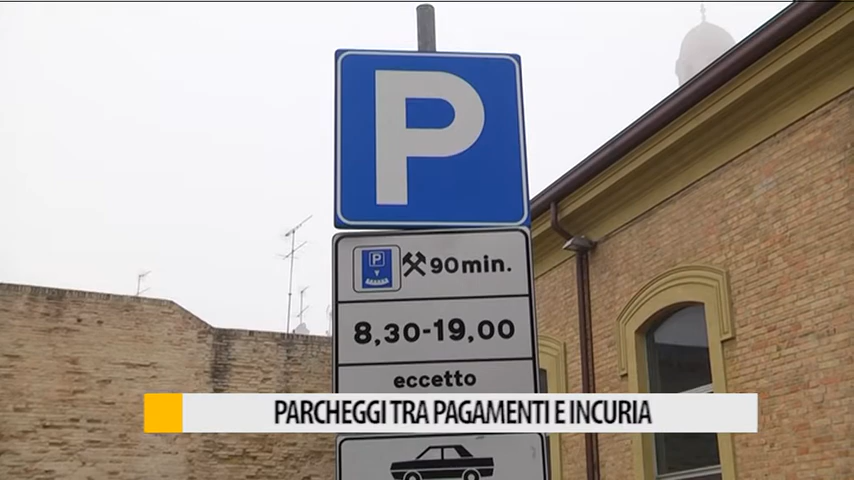 P
P 90 min.
8,30-19,00
eccetto
PARCHEGGI TRA PAGAMENTI E INCURIA